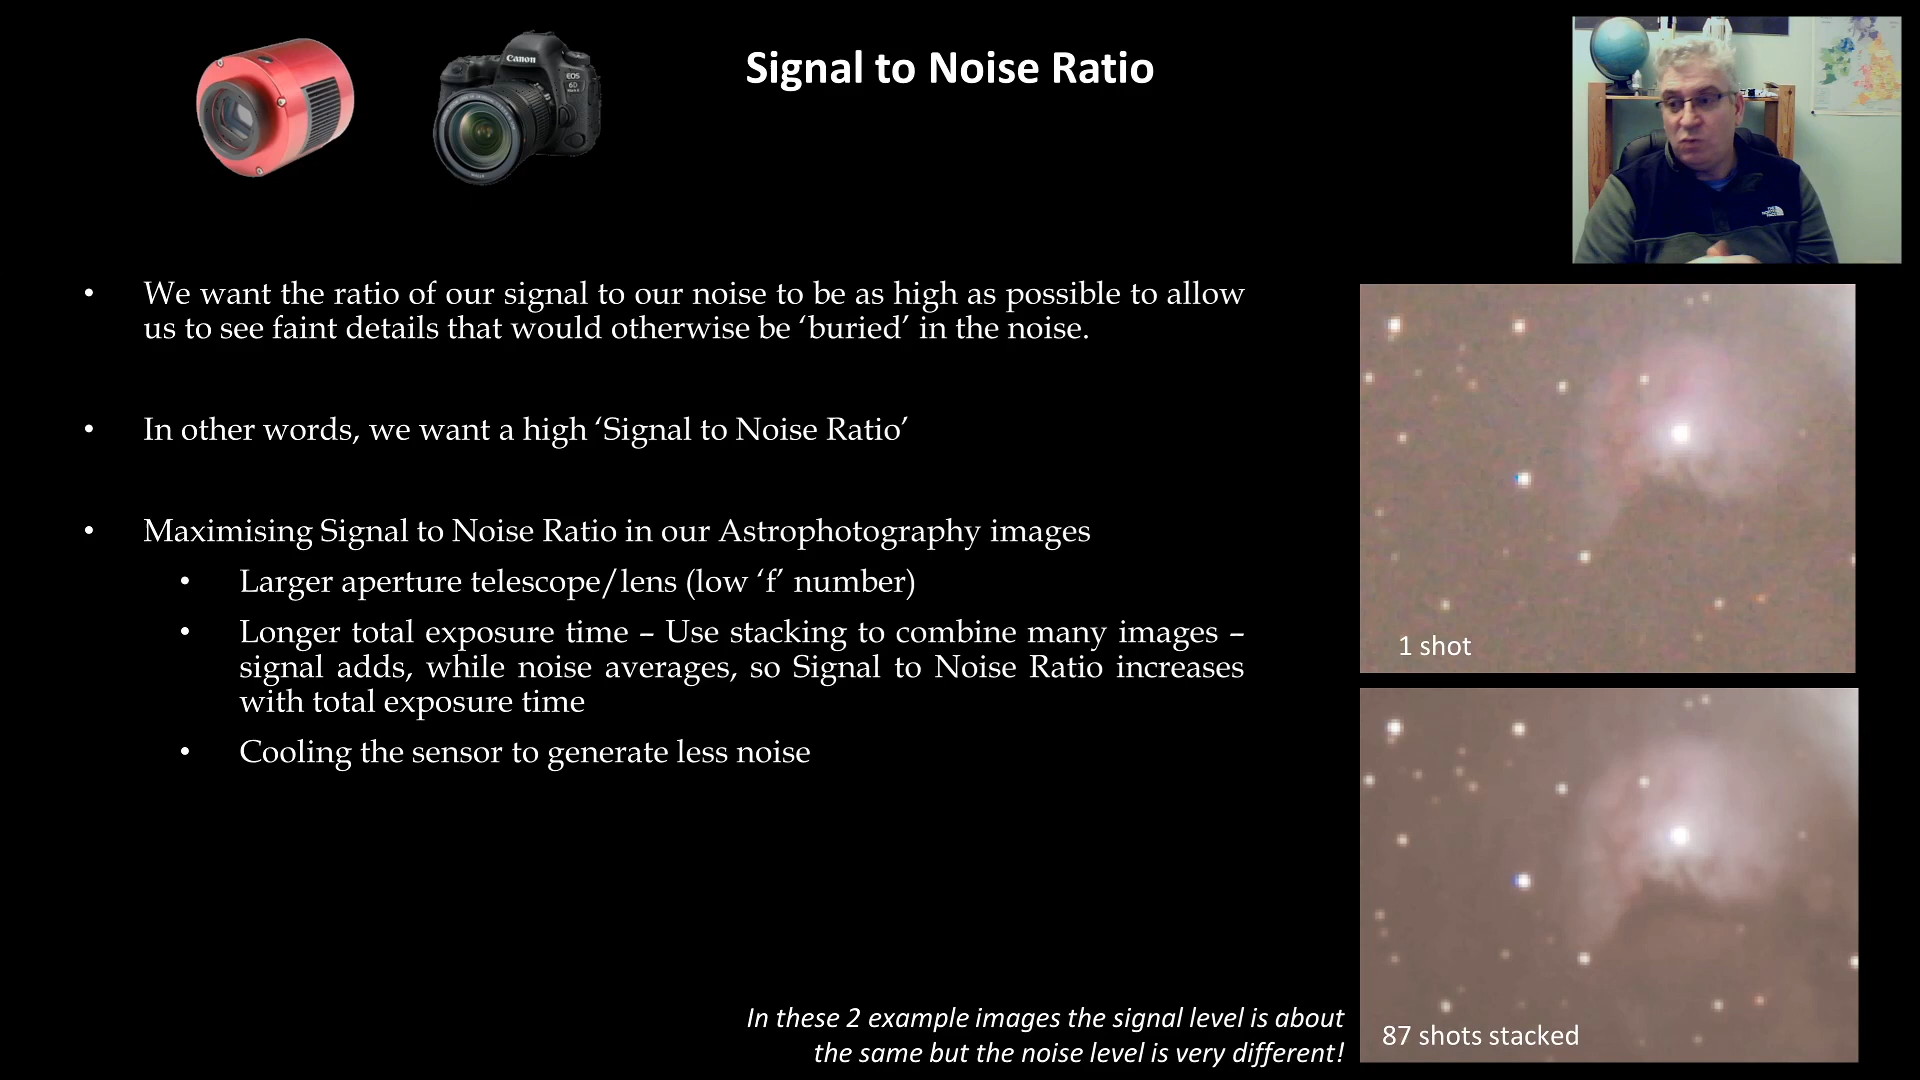 Signal to Noise Ratio
Canon
EOS
6D
THE
NORTH
FACE
• We want the ratio of our signal to our noise to be as high as possible to allow
us to see faint details that would otherwise be ‘buried’ in the noise.
• In other words, we want a high ‘Signal to Noise Ratio’
• Maximising Signal to Noise Ratio in our Astrophotography images
• Larger aperture telescope/lens (low ‘f’ number)
• Longer total exposure time – Use stacking to combine many images –
signal adds, while noise averages, so Signal to Noise Ratio increases
with total exposure time
• Cooling the sensor to generate less noise
1 shot
87 shots stacked
In these 2 example images the signal level is about
the same but the noise level is very different!